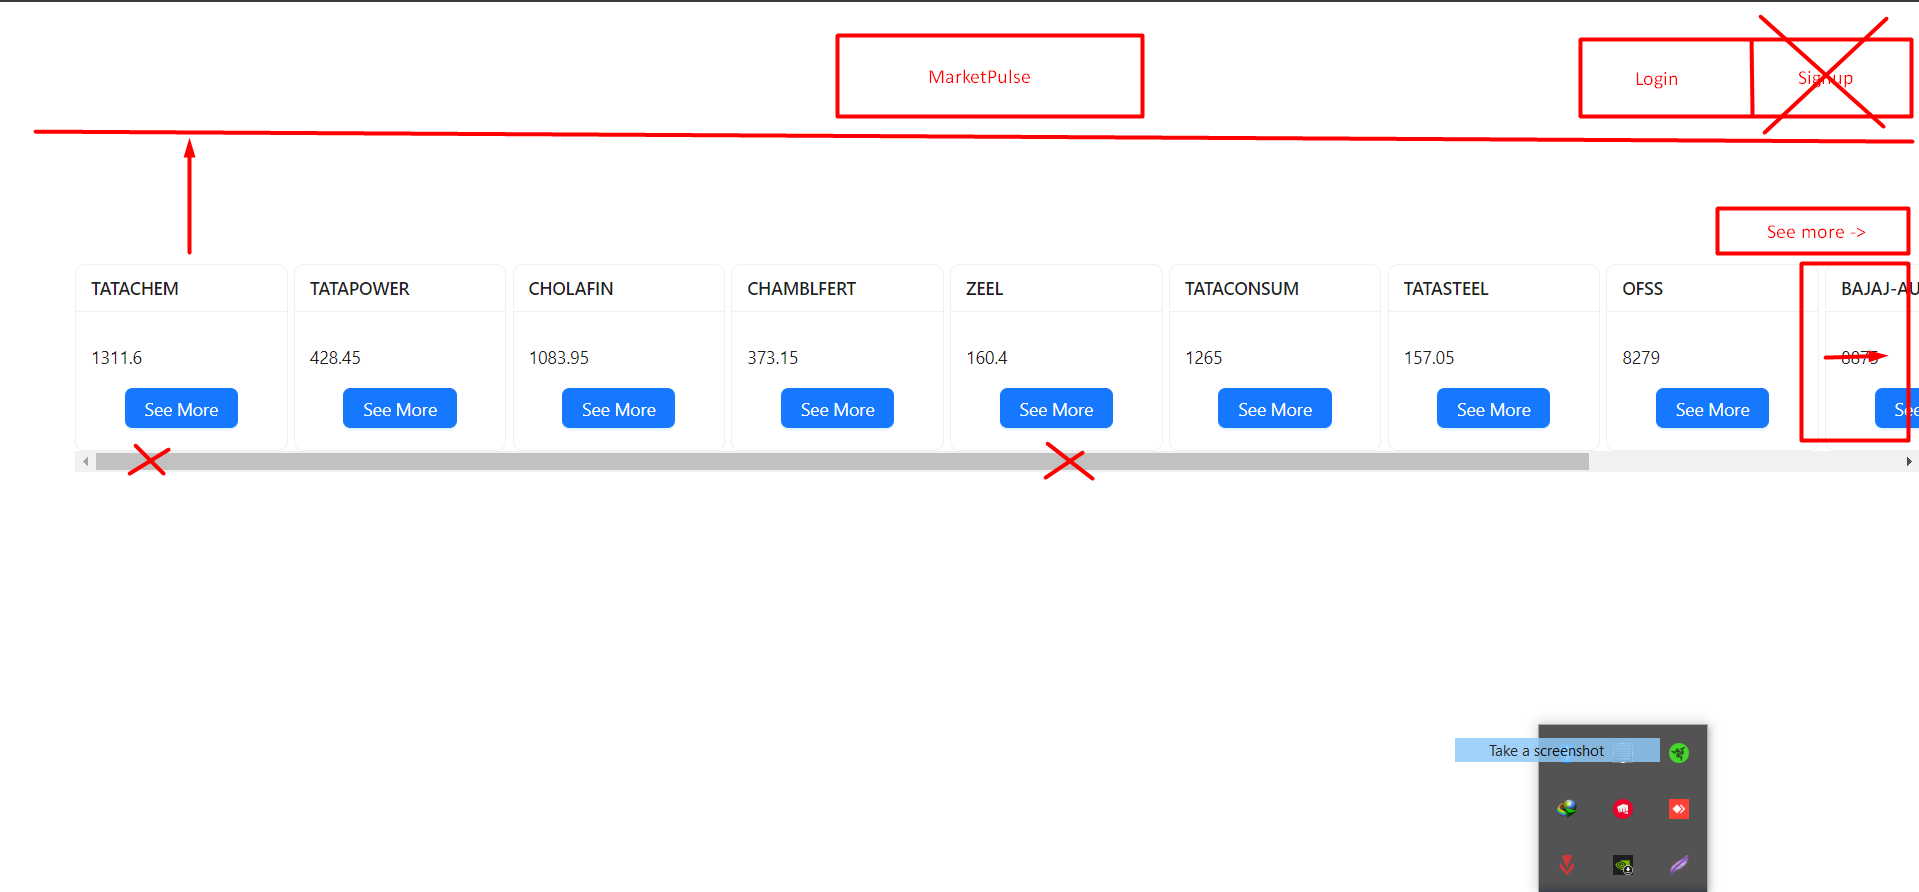 MarketPulse
Login
Signup
See more ->
TATACHEM
TATAPOWER
CHOLAFIN
CHAMBLFERT
ZEEL
TATACONSUM
TATASTEEL
OFSS
BAJAJ-AU
1311.6
428.45
1083.95
373.15
160.4
1265
157.05
8279
8875
See More
See More
See More
See More
See More
See More
See More
See More
See
Take a screenshot